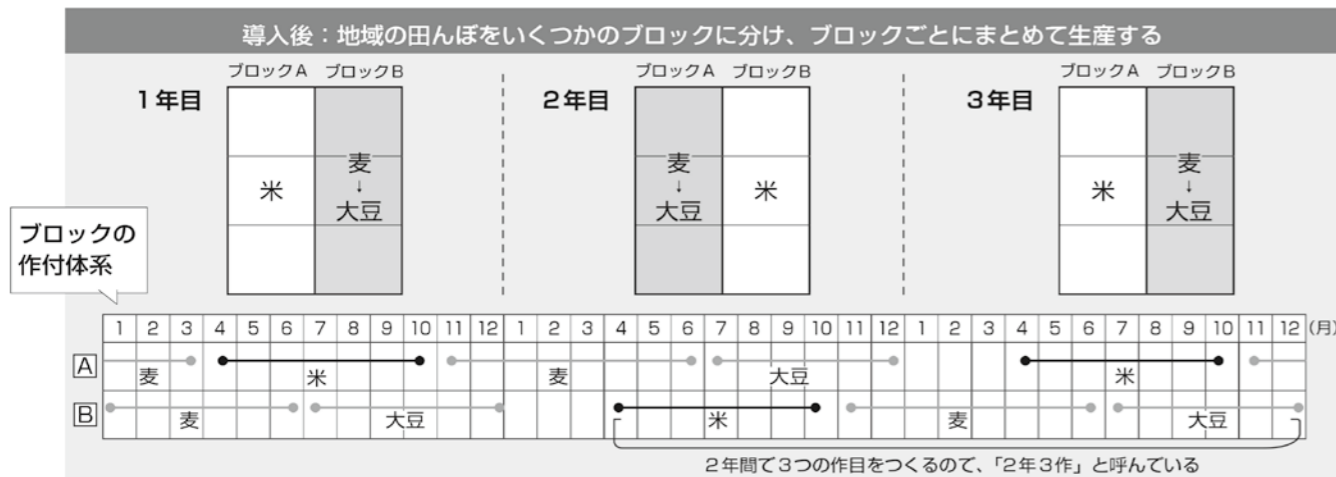 導入後：地域の田んぼをいくつかのブロックに分け、ブロックごとにまとめて生産する
ブロックA ブロックB
1年目
米
麦
↓
大豆
ブロックA ブロックB
2年目
麦
↓
大豆
米
ブロックA ブロックB
3年目
米
麦
↓
大豆
ブロックの
作付体系
1 2 3 4 5 6 7 8 9 10 11 12 1 2 3 4 5 6 7 8 9 10 11 12 1 2 3 4 5 6 7 8 9 10 11 12 (月)
A 麦 米 麦 大豆 米
B 麦 大豆 米 麦 大豆
2年間で3つの作目をつくるので、「2年3作」と呼んでいる